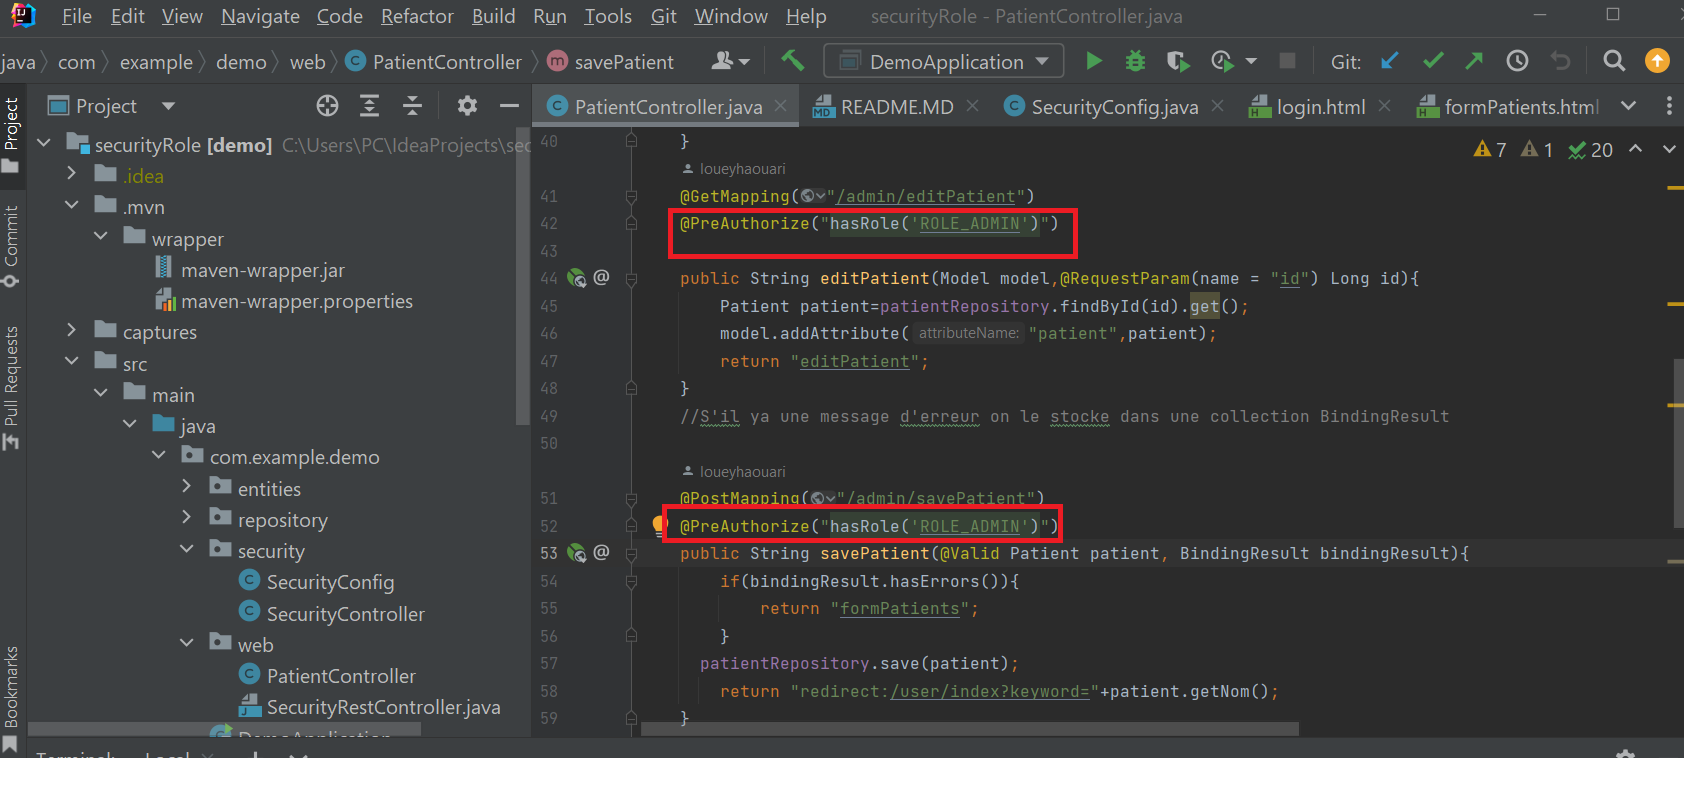 File Edit View Navigate Code Refactor Build Run Tools Git Window Help securityRole - PatientController.java
java com example demo web PatientController savePatient DemoApplication Git:
Project
PatientController.java README.MD SecurityConfig.java login.html formPatients.html
Project
Commit
Pull Requests
Bookmarks
securityRole [demo] C:\Users\PC\IdeaProjects\sec
.idea
.mvn
wrapper
maven-wrapper.jar
maven-wrapper.properties
captures
src
main
java
com.example.demo
entities
repository
security
SecurityConfig
SecurityController
web
PatientController
SecurityRestController.java
DemoApplication
7 1 20
40 }
loueyhaouari
41 @GetMapping("/admin/editPatient")
42 @PreAuthorize("hasRole('ROLE_ADMIN')")
43
44 public String editPatient(Model model,@RequestParam(name = "id") Long id){
45 Patient patient=patientRepository.findById(id).get();
46 model.addAttribute( attributeName: "patient",patient);
47 return "editPatient";
48 }
49 //S'il ya une message d'erreur on le stocke dans une collection BindingResult
50
loueyhaouari
51 @PostMapping("/admin/savePatient")
52 @PreAuthorize("hasRole('ROLE_ADMIN')")
53 public String savePatient(@Valid Patient patient, BindingResult bindingResult){
54 if(bindingResult.hasErrors()){
55 return "formPatients";
56 }
57 patientRepository.save(patient);
58 return "redirect:/user/index?keyword="+patient.getNom();
59 }
Terminal: Local